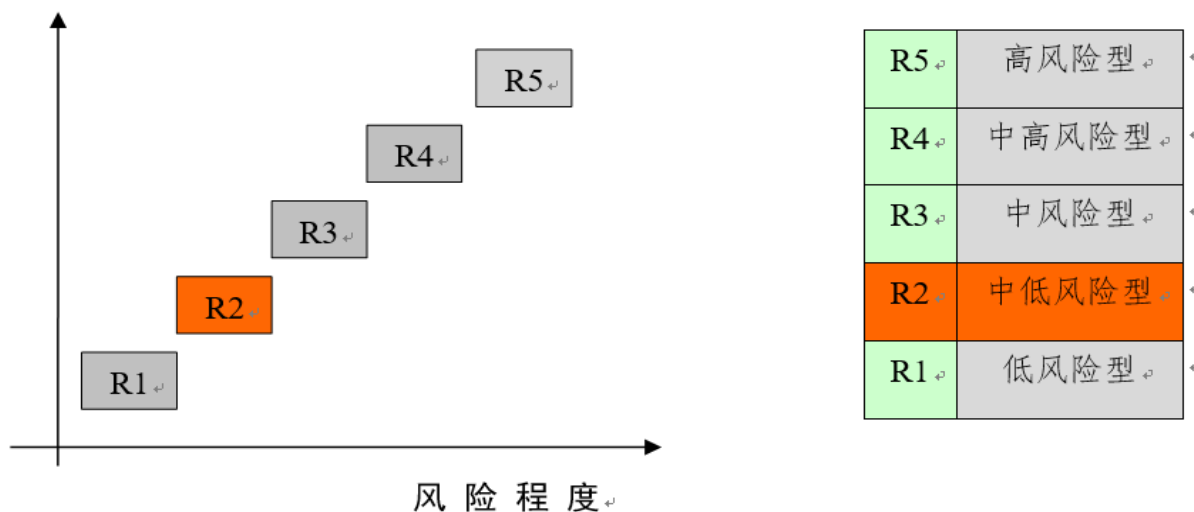 R5
R4
R3
R2
R1
风险程度
R5 高风险型
R4 中高风险型
R3 中风险型
R2 中低风险型
R1 低风险型